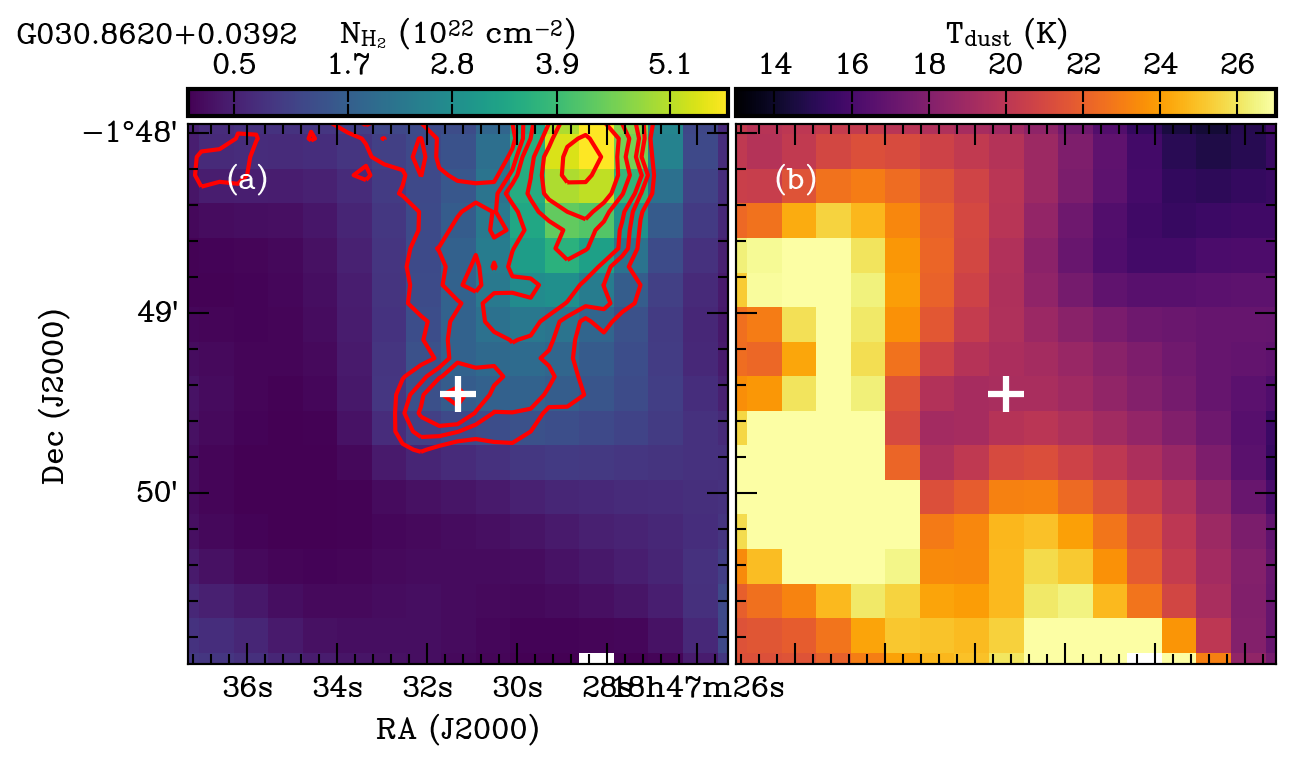 G030.8620+0.0392 N_H₂ (10²² cm⁻²) T_dust (K)
0.5 1.7 2.8 3.9 5.1 14 16 18 20 22 24 26
−1°48'
(a) (b)
49'
Dec (J2000)
50'
36s 34s 32s 30s 28s 18h47m26s
RA (J2000)